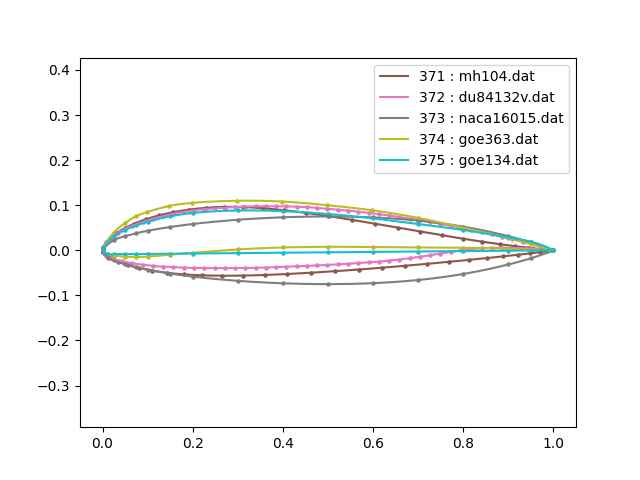 371 : mh104.dat
372 : du84132v.dat
373 : naca16015.dat
374 : goe363.dat
375 : goe134.dat
0.4
0.3
0.2
0.1
0.0
−0.1
−0.2
−0.3
0.0 0.2 0.4 0.6 0.8 1.0